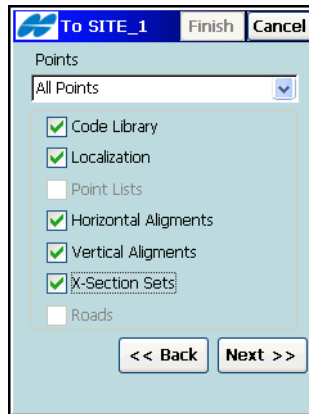 To SITE_1 Finish Cancel
Points
All Points
Code Library
Localization
Point Lists
Horizontal Aligments
Vertical Aligments
X-Section Sets
Roads
<< Back Next >>